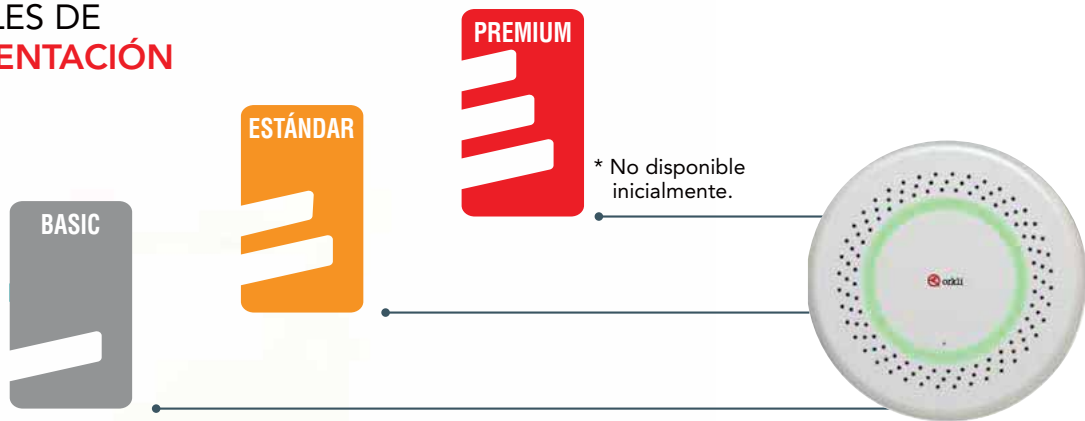 LES DE
ENTACIÓN
PREMIUM
ESTÁNDAR
* No disponible
inicialmente.
BASIC
orkli